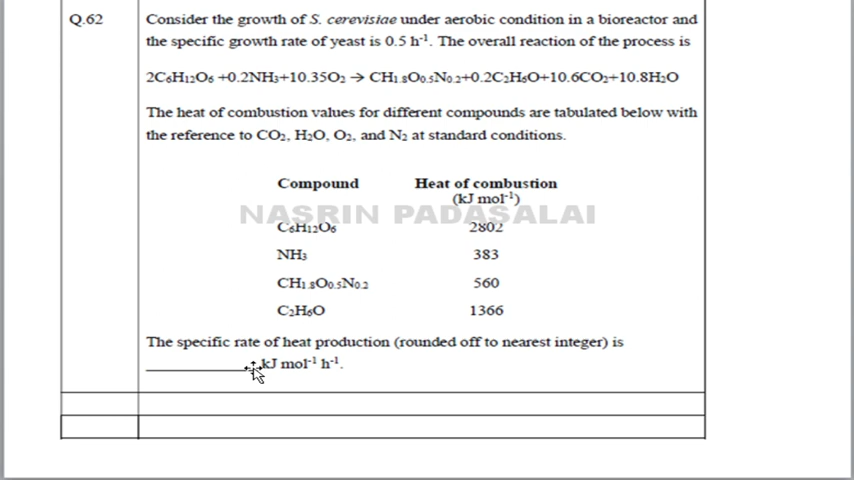 Q.62
Consider the growth of S. cerevisiae under aerobic condition in a bioreactor and
the specific growth rate of yeast is 0.5 h⁻¹. The overall reaction of the process is
2C₆H₁₂O₆ +0.2NH₃+10.35O₂ → CH₁.₈O₀.₅N₀.₂+0.2C₂H₆O+10.6CO₂+10.8H₂O
The heat of combustion values for different compounds are tabulated below with
the reference to CO₂, H₂O, O₂, and N₂ at standard conditions.
Compound Heat of combustion
(kJ mol⁻¹)
NASRIN PADASALAI
C₆H₁₂O₆ 2802
NH₃ 383
CH₁.₈O₀.₅N₀.₂ 560
C₂H₆O 1366
The specific rate of heat production (rounded off to nearest integer) is
____________ kJ mol⁻¹ h⁻¹.